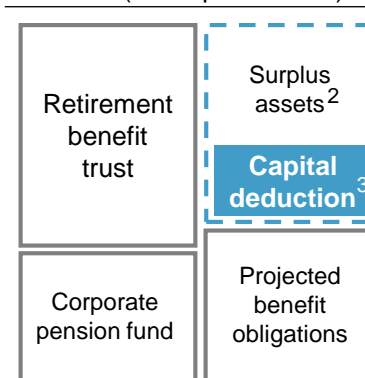 Retirement
benefit
trust
Surplus
assets2
Capital
deduction3
Corporate
pension fund
Projected
benefit
obligations